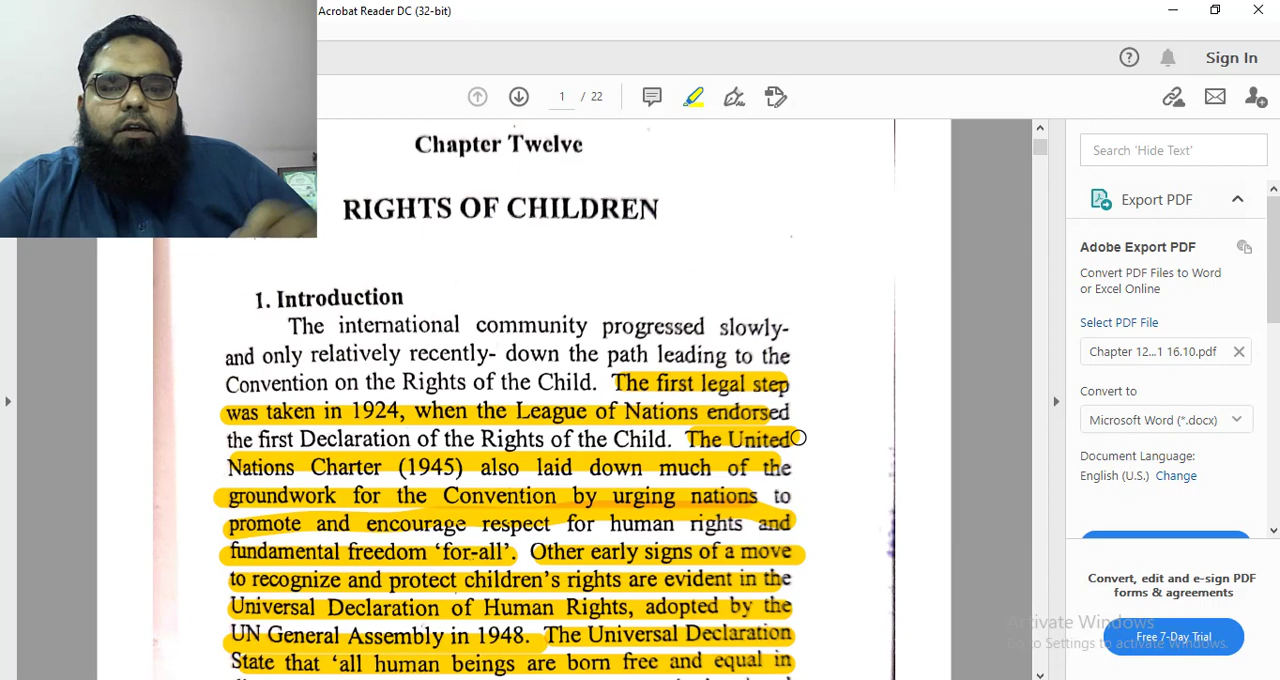 Acrobat Reader DC (32-bit)
Sign In
1 / 22
Search 'Hide Text'
Export PDF
Adobe Export PDF
Convert PDF Files to Word
or Excel Online
Select PDF File
Chapter 12...1 16.10.pdf
Convert to
Microsoft Word (*.docx)
Document Language:
English (U.S.) Change
Convert, edit and e-sign PDF
forms & agreements
Free 7-Day Trial
Activate Windows
Go to Settings to activate Windows.
Chapter Twelve
RIGHTS OF CHILDREN
1. Introduction
The international community progressed slowly-
and only relatively recently- down the path leading to the
Convention on the Rights of the Child. The first legal step
was taken in 1924, when the League of Nations endorsed
the first Declaration of the Rights of the Child. The United
Nations Charter (1945) also laid down much of the
groundwork for the Convention by urging nations to
promote and encourage respect for human rights and
fundamental freedom 'for-all'. Other early signs of a move
to recognize and protect children's rights are evident in the
Universal Declaration of Human Rights, adopted by the
UN General Assembly in 1948. The Universal Declaration
State that 'all human beings are born free and equal in